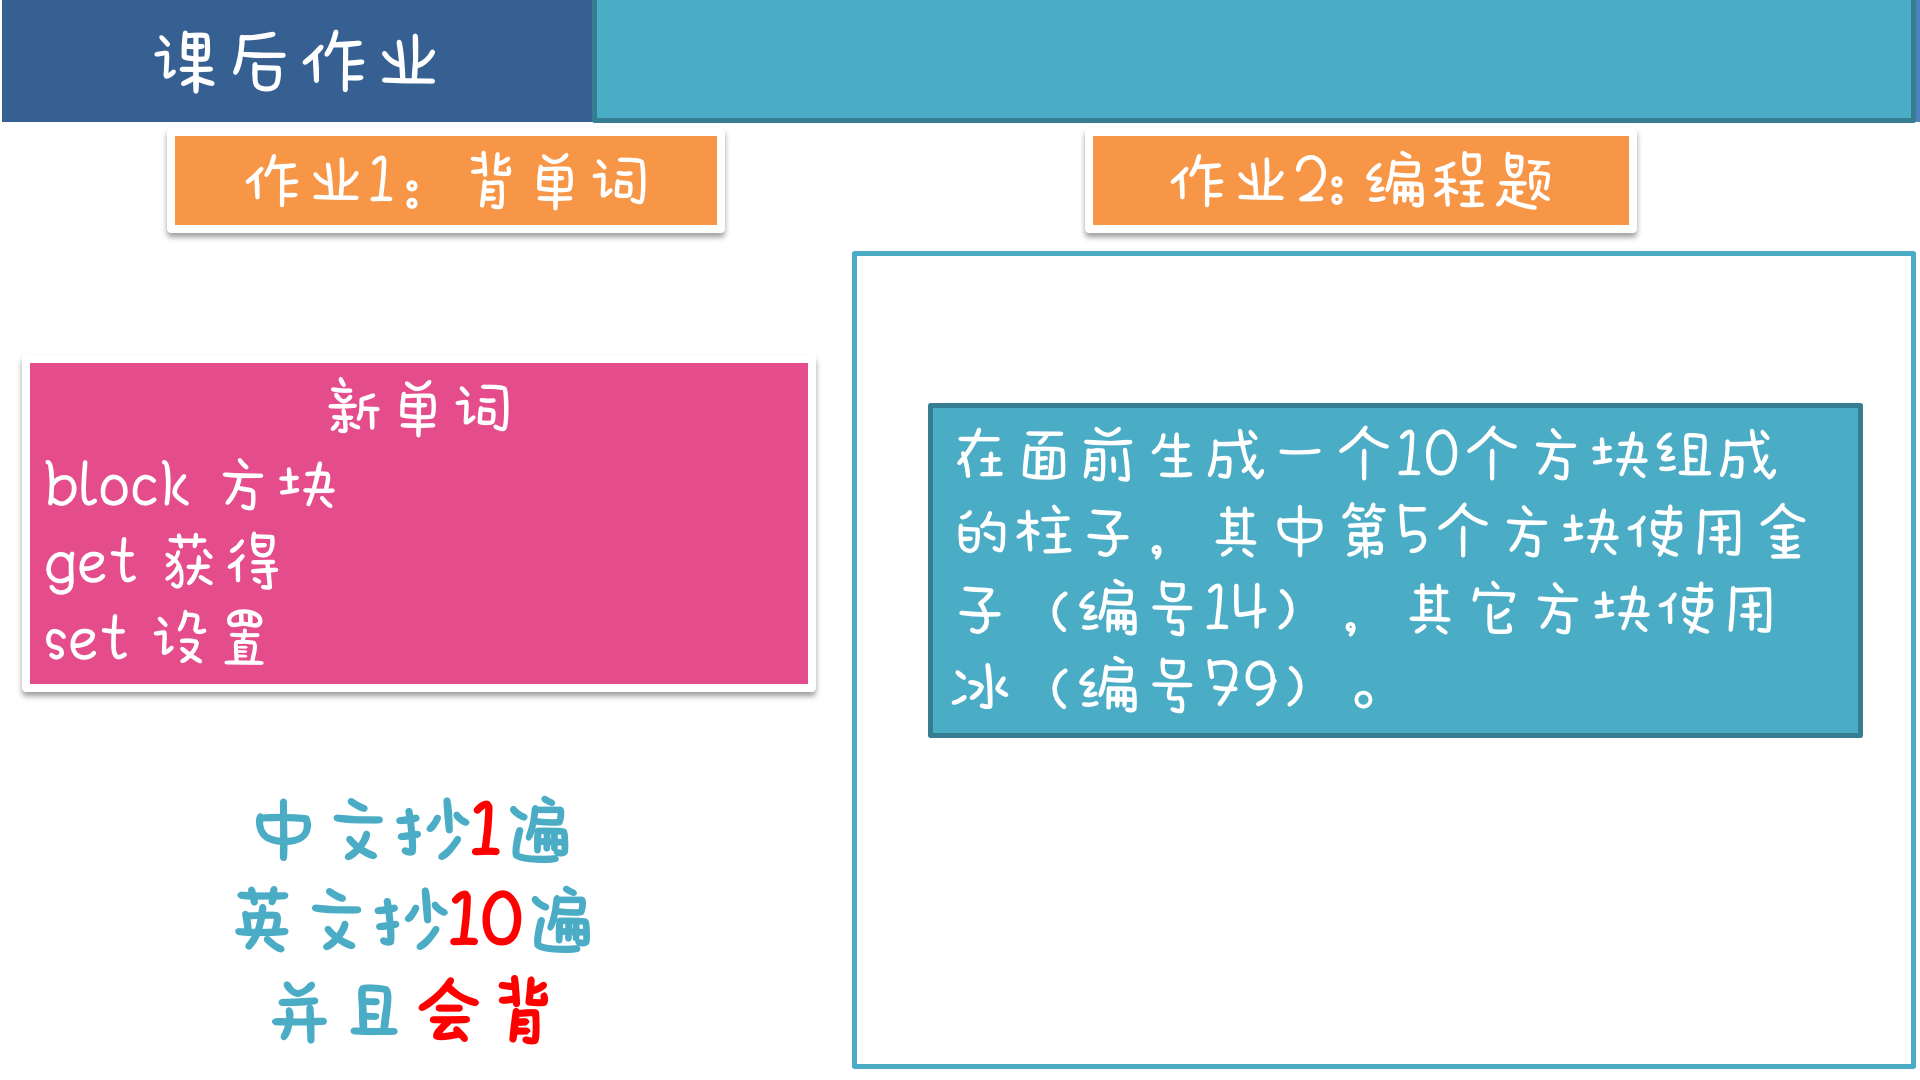 课后作业
作业1：背单词
新单词
block 方块
get 获得
set 设置
中文抄1遍
英文抄10遍
并且会背
作业2:编程题
在面前生成一个10个方块组成
的柱子，其中第5个方块使用金
子（编号14），其它方块使用
冰（编号79）。